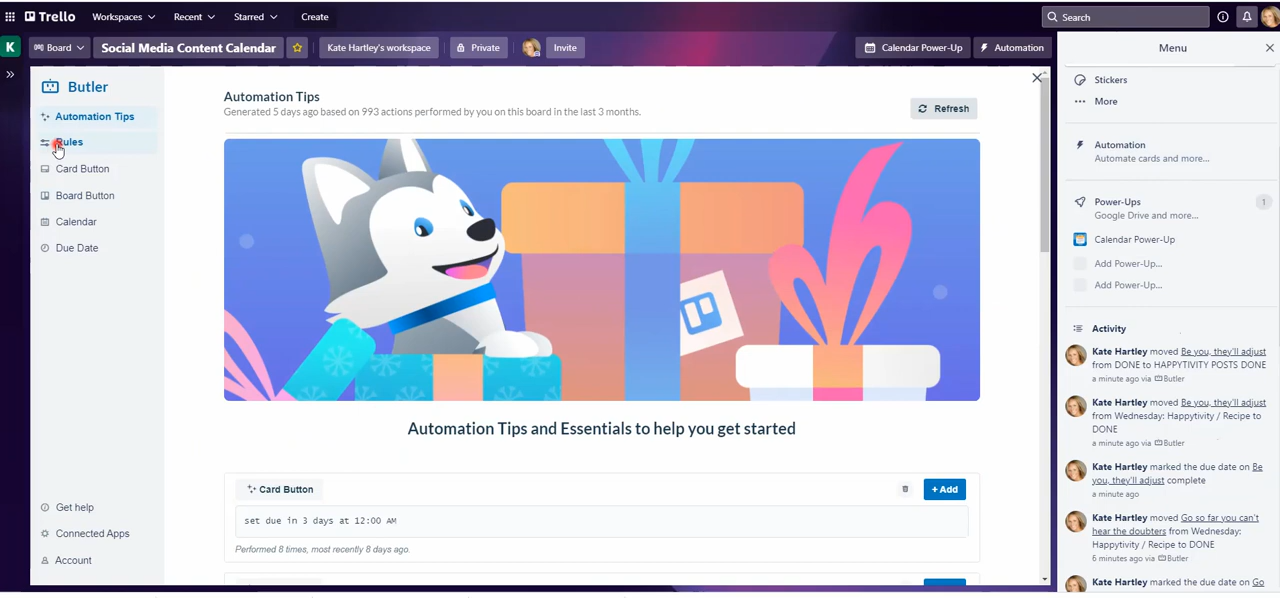 Trello Workspaces Recent Starred Create Search
K Board Social Media Content Calendar Kate Hartley's workspace Private Invite Calendar Power-Up Automation Menu
Butler
Automation Tips
Rules
Card Button
Board Button
Calendar
Due Date
Get help
Connected Apps
Account
Automation Tips
Generated 5 days ago based on 993 actions performed by you on this board in the last 3 months.
Refresh
Automation Tips and Essentials to help you get started
Card Button
+ Add
set due in 3 days at 12:00 AM
Performed 8 times, most recently 8 days ago.
Stickers
More
Automation
Automate cards and more...
Power-Ups 1
Google Drive and more...
Calendar Power-Up
Add Power-Up...
Add Power-Up...
Activity
Kate Hartley moved Be you, they'll adjust
from DONE to HAPPYTIVITY POSTS DONE
a minute ago via Butler
Kate Hartley moved Be you, they'll adjust
from Wednesday: Happytivity / Recipe to
DONE
a minute ago via Butler
Kate Hartley marked the due date on Be
you, they'll adjust complete
a minute ago
Kate Hartley moved Go so far you can't
hear the doubters from Wednesday:
Happytivity / Recipe to DONE
6 minutes ago via Butler
Kate Hartley marked the due date on Go